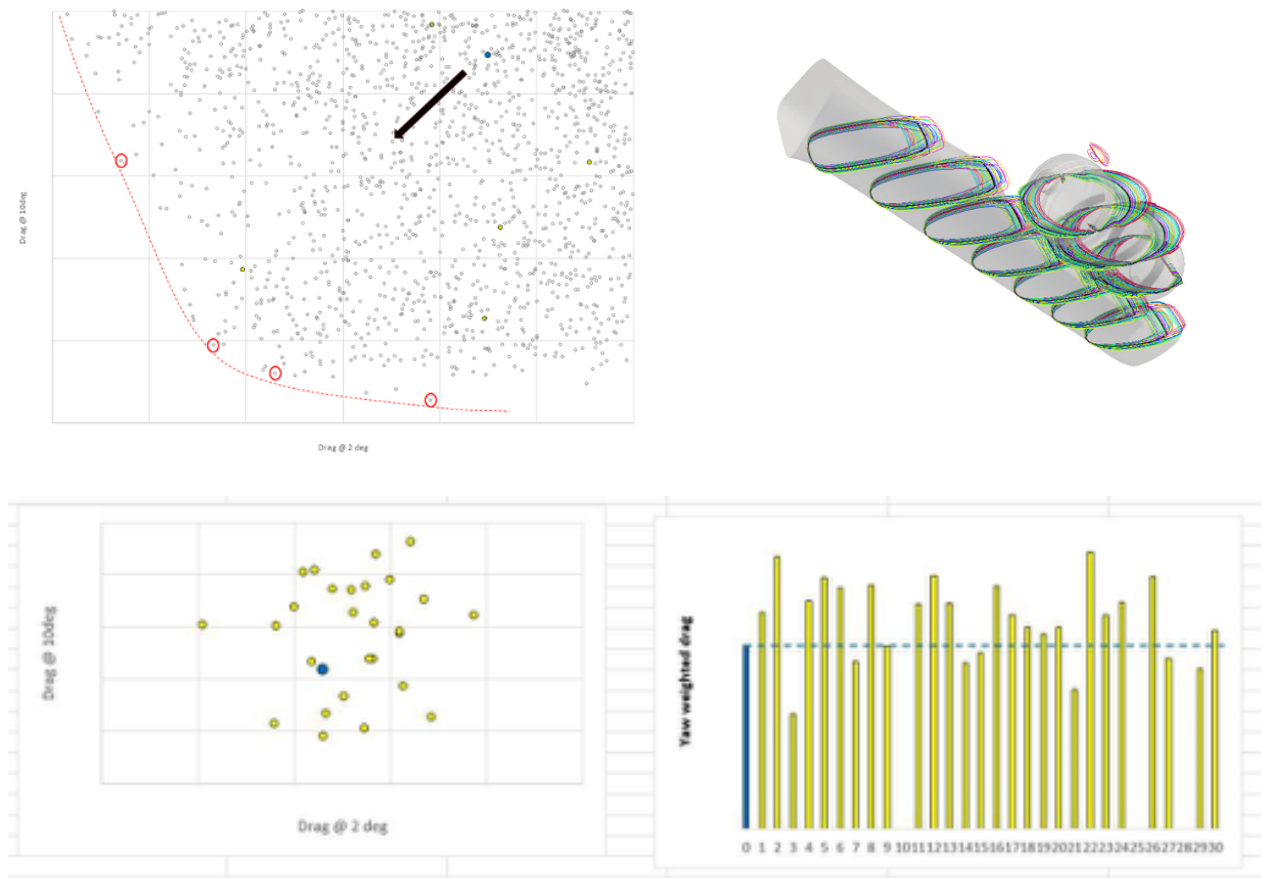 Drag @ 10deg
Drag @ 2 deg
Drag @ 10deg
Drag @ 2 deg
Yaw weighted drag
0 1 2 3 4 5 6 7 8 9 10 11 12 13 14 15 16 17 18 19 20 21 22 23 24 25 26 27 28 29 30